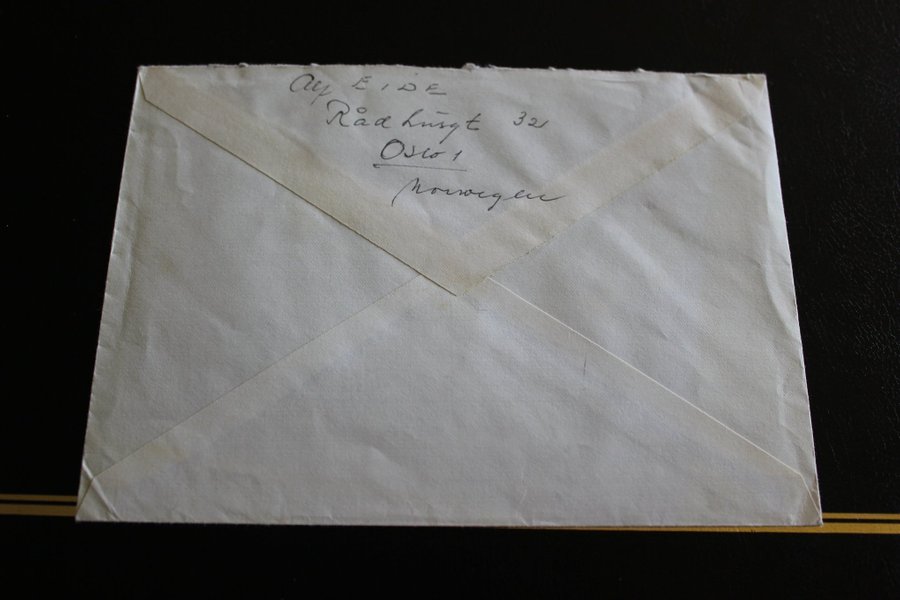 Alf EIDE
Rådhusgt 32
Oslo 1
Norwegen